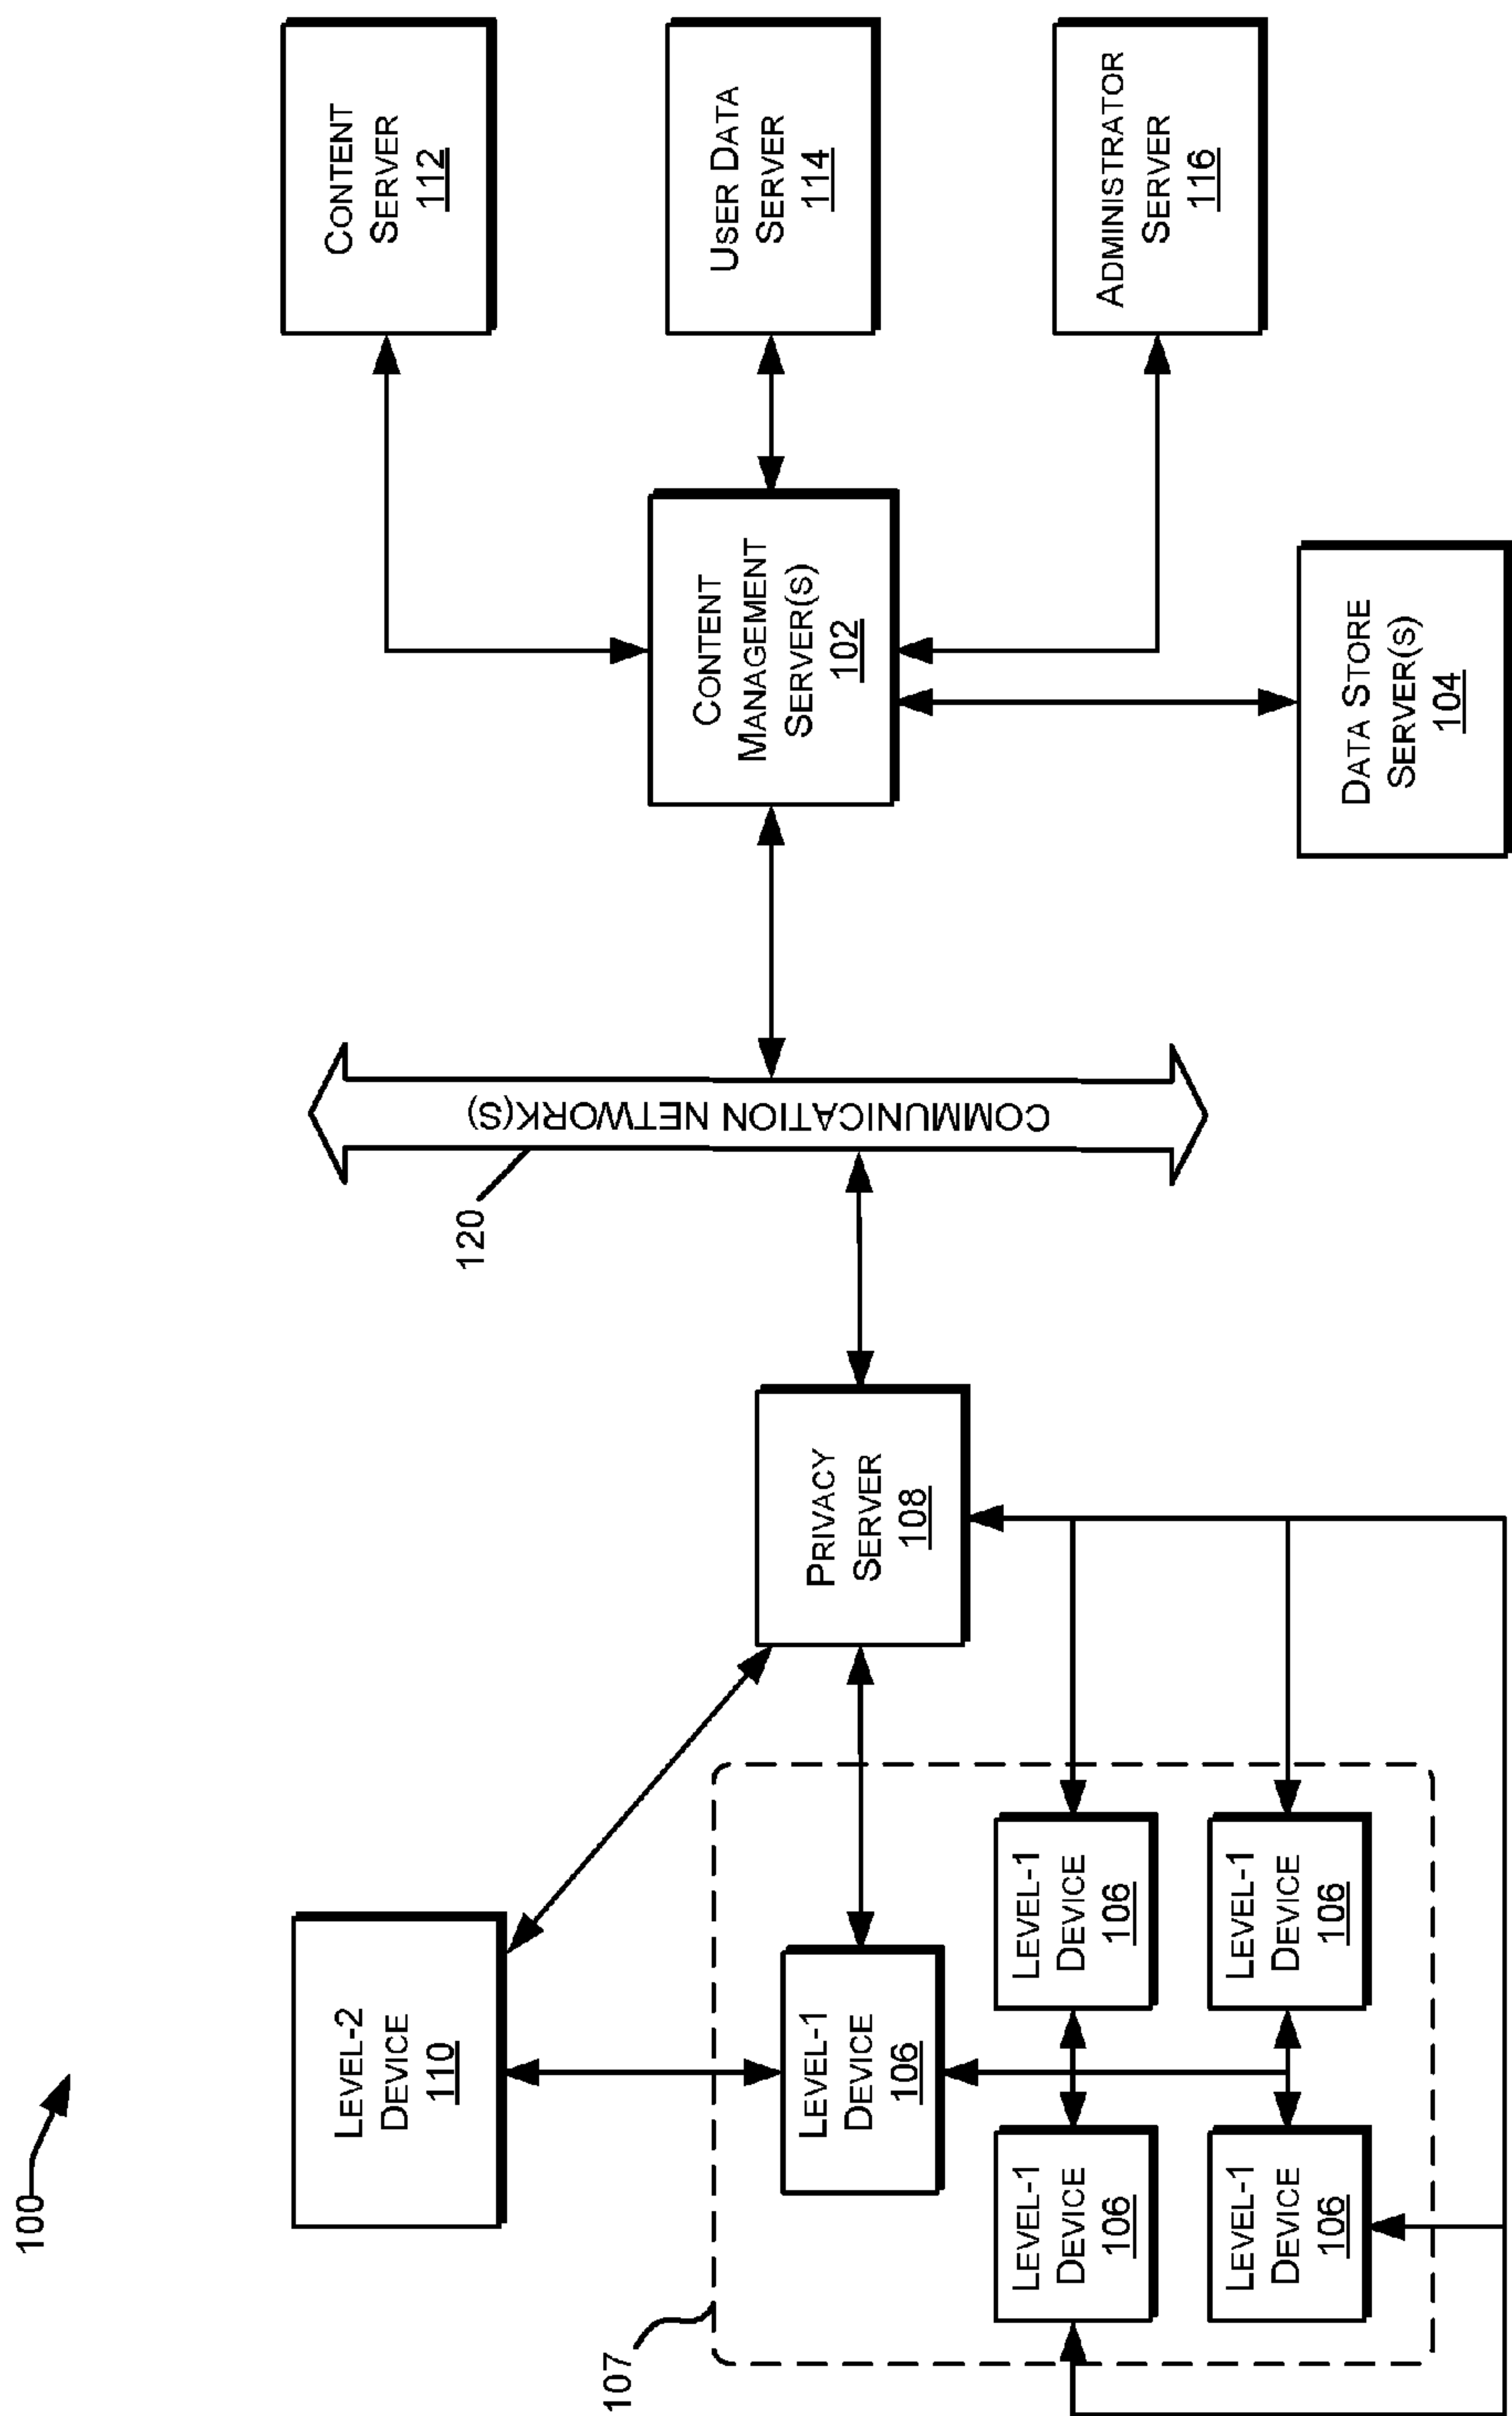 100
LEVEL-2
DEVICE
110
107
LEVEL-1
DEVICE
106
LEVEL-1
DEVICE
106
LEVEL-1
DEVICE
106
LEVEL-1
DEVICE
106
LEVEL-1
DEVICE
106
PRIVACY
SERVER
108
120
COMMUNICATION NETWORK(S)
CONTENT
MANAGEMENT
SERVER(S)
102
DATA STORE
SERVER(S)
104
CONTENT
SERVER
112
USER DATA
SERVER
114
ADMINISTRATOR
SERVER
116